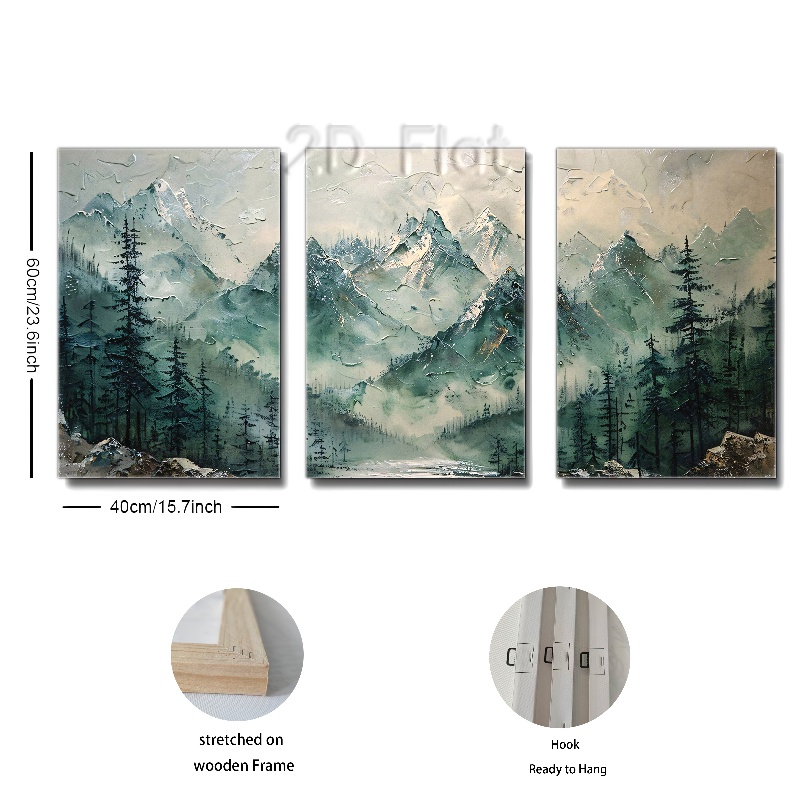 2D Flat
60cm/23.6inch
40cm/15.7inch
stretched on
wooden Frame
Hook
Ready to Hang